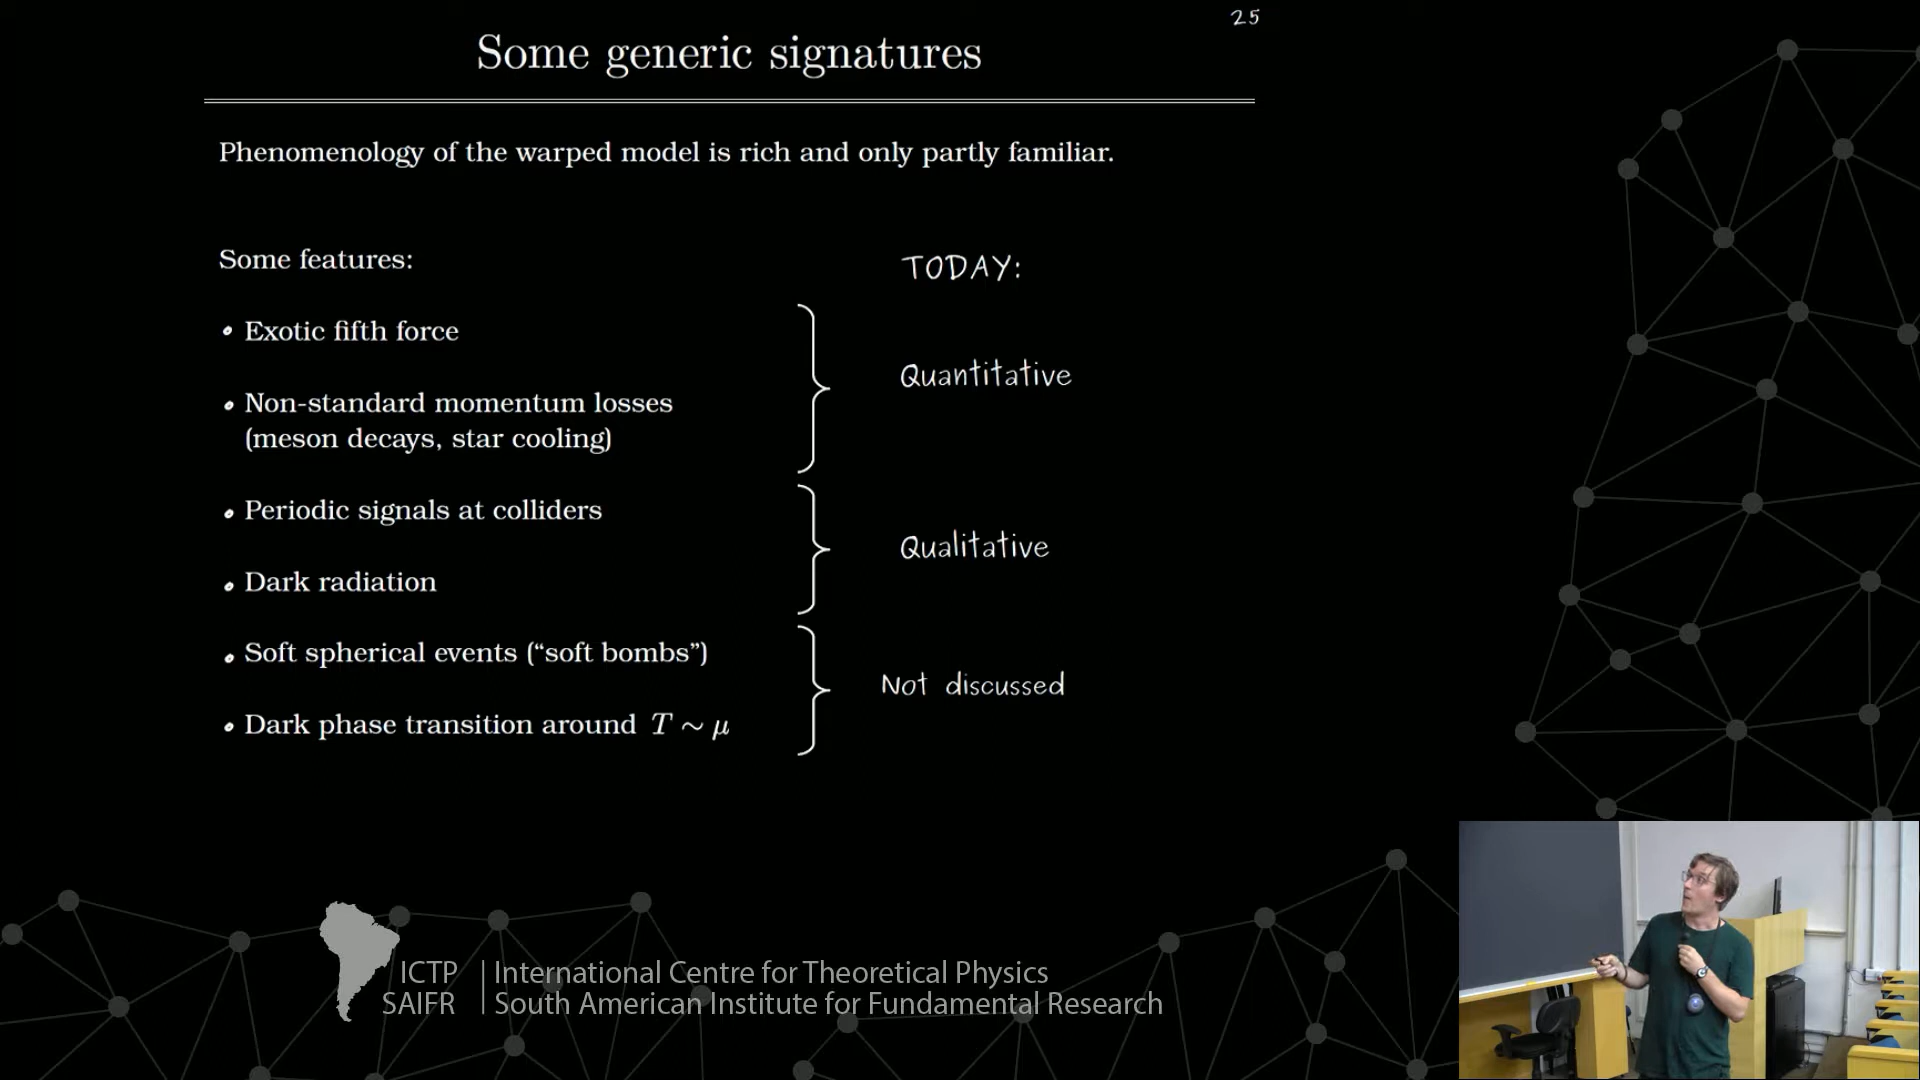 25
Some generic signatures
Phenomenology of the warped model is rich and only partly familiar.
Some features:
TODAY:
• Exotic fifth force
Quantitative
• Non-standard momentum losses
(meson decays, star cooling)
• Periodic signals at colliders
Qualitative
• Dark radiation
• Soft spherical events (“soft bombs”)
Not discussed
• Dark phase transition around T ∼ μ
ICTP | International Centre for Theoretical Physics
SAIFR | South American Institute for Fundamental Research